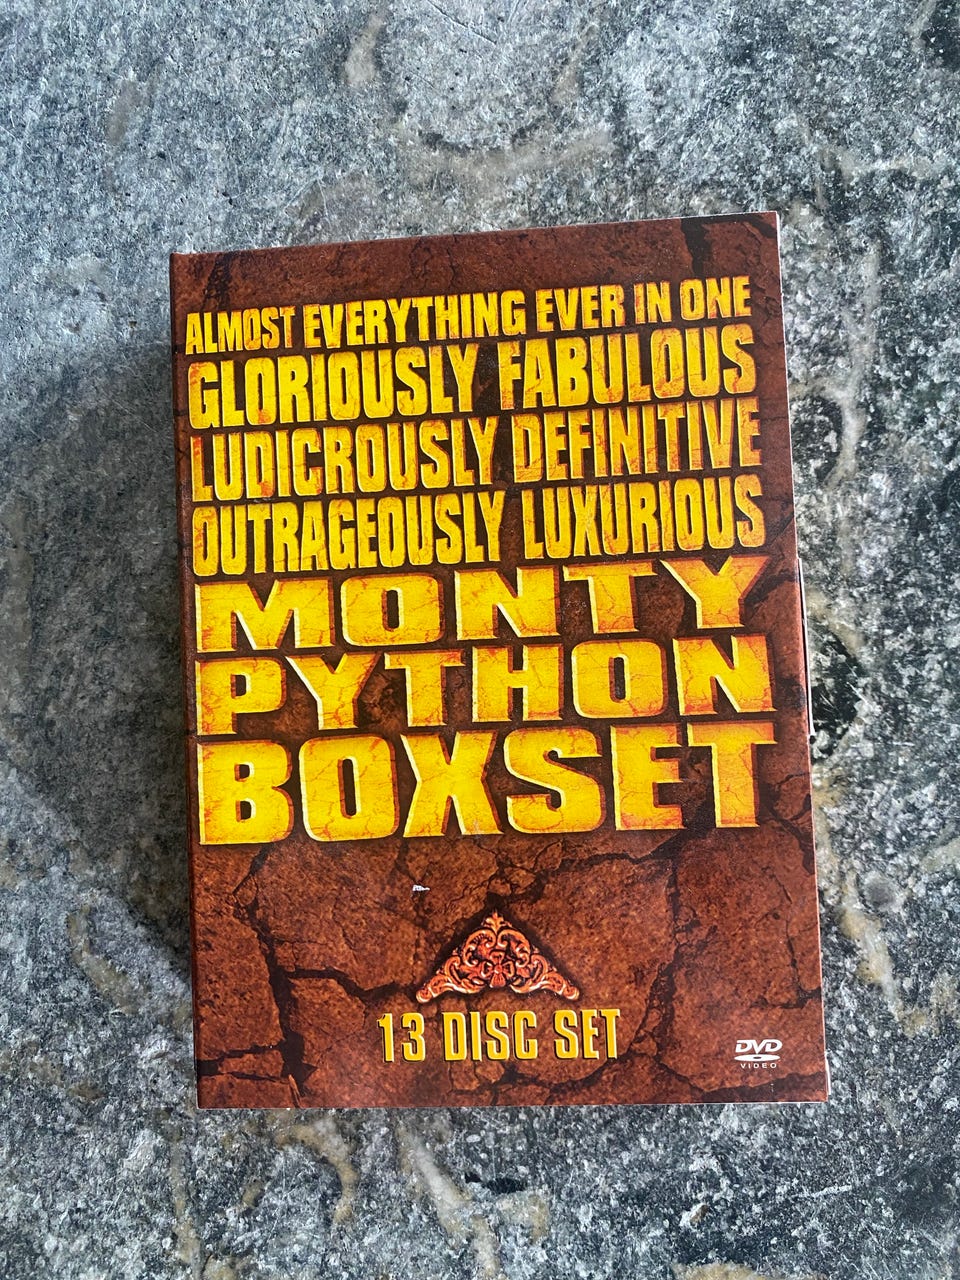 ALMOST EVERYTHING EVER IN ONE
GLORIOUSLY FABULOUS
LUDICROUSLY DEFINITIVE
OUTRAGEOUSLY LUXURIOUS
MONTY
PYTHON
BOXSET
13 DISC SET
DVD
VIDEO